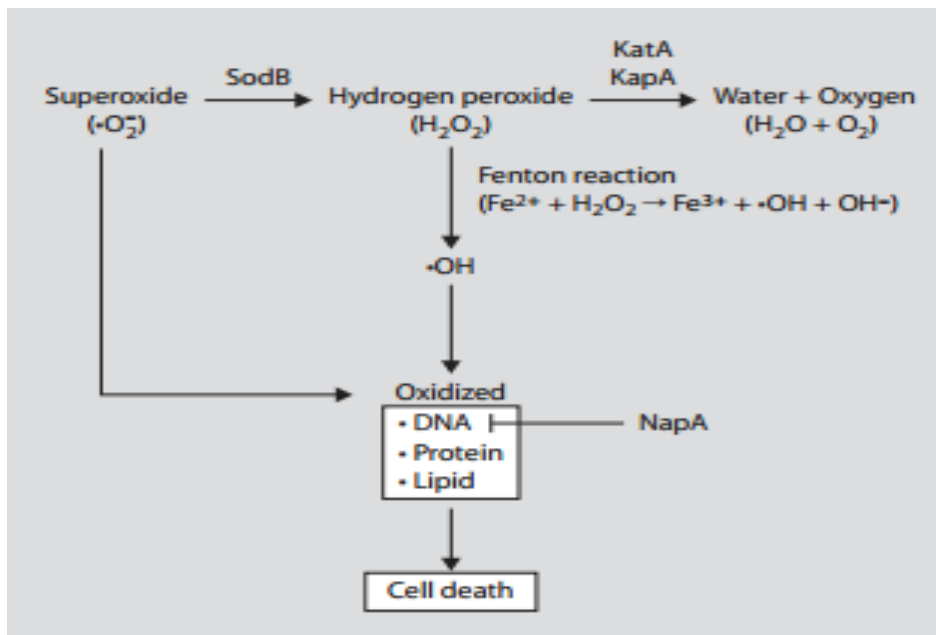 KatA
SodB KapA
Superoxide Hydrogen peroxide Water + Oxygen
(•O₂⁻) (H₂O₂) (H₂O + O₂)
Fenton reaction
(Fe²⁺ + H₂O₂ → Fe³⁺ + •OH + OH⁻)
•OH
Oxidized
• DNA NapA
• Protein
• Lipid
Cell death